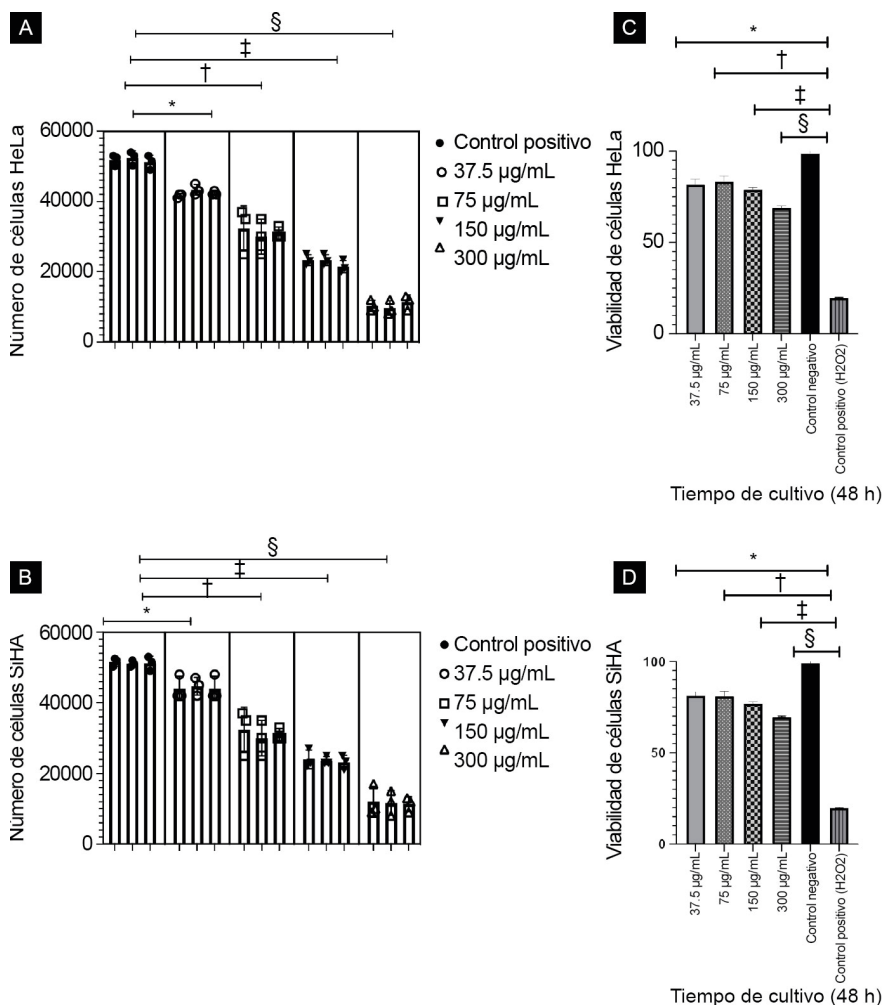 A
§
‡
†
*
Número de células HeLa
60000
40000
20000
0
Control positivo
37.5 µg/mL
75 µg/mL
150 µg/mL
300 µg/mL
C
*
†
‡
§
Viabilidad de células HeLa
100
75
50
25
0
37.5 µg/mL
75 µg/mL
150 µg/mL
300 µg/mL
Control negativo
Control positivo (H2O2)
Tiempo de cultivo (48 h)
B
§
‡
†
*
Número de células SiHA
60000
40000
20000
0
Control positivo
37.5 µg/mL
75 µg/mL
150 µg/mL
300 µg/mL
D
*
†
‡
§
Viabilidad de células SiHA
100
75
50
25
0
37.5 µg/mL
75 µg/mL
150 µg/mL
300 µg/mL
Control negativo
Control positivo (H2O2)
Tiempo de cultivo (48 h)